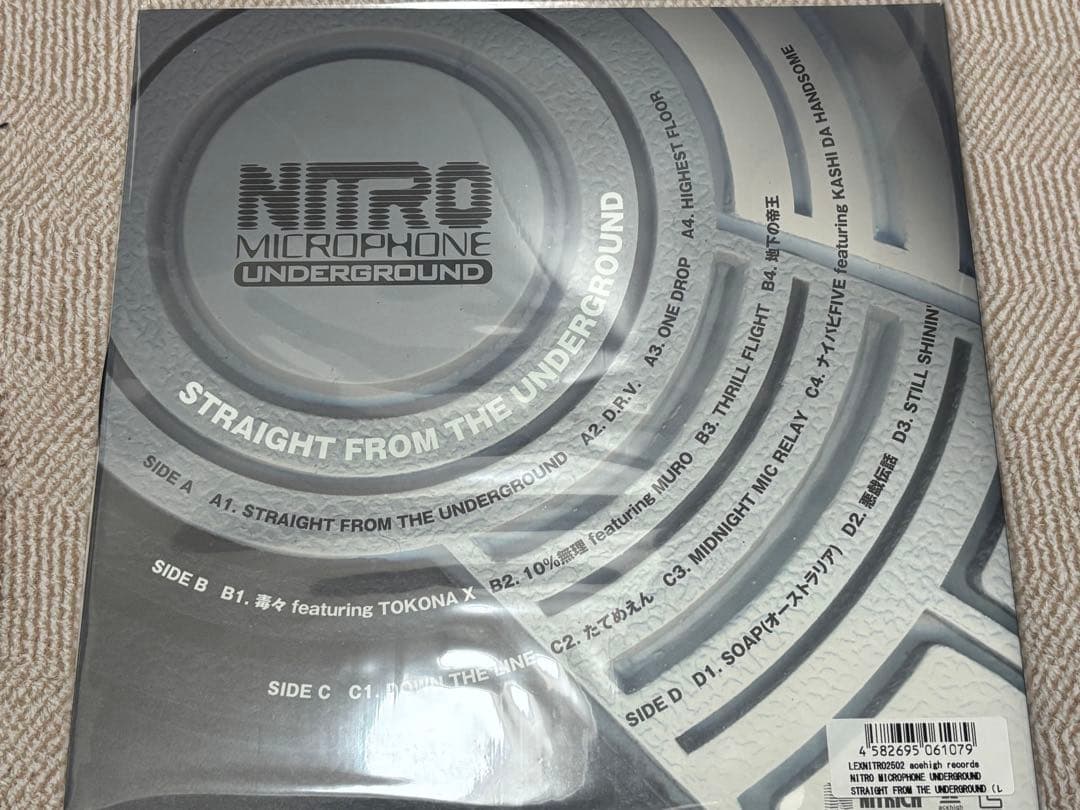 NITRO
MICROPHONE
UNDERGROUND
STRAIGHT FROM THE UNDERGROUND
SIDE A A1. STRAIGHT FROM THE UNDERGROUND A2. D.R.V. A3. ONE DROP A4. HIGHEST FLOOR
SIDE B B1. 毒々 featuring TOKONA X B2. 10%無理 featuring MURO B3. THRILL FLIGHT B4. 地下の帝王
SIDE C C1. DOWN THE LINE C2. たてめえん C3. MIDNIGHT MIC RELAY C4. ナイバビFIVE featuring KASHI DA HANDSOME
SIDE D D1. SOAP(オーストラリア) D2. 悪戯伝話 D3. STILL SHININ'
4 582695 061079
LEXNITRO2502 acehigh records
NITRO MICROPHONE UNDERGROUND
STRAIGHT FROM THE UNDERGROUND (L